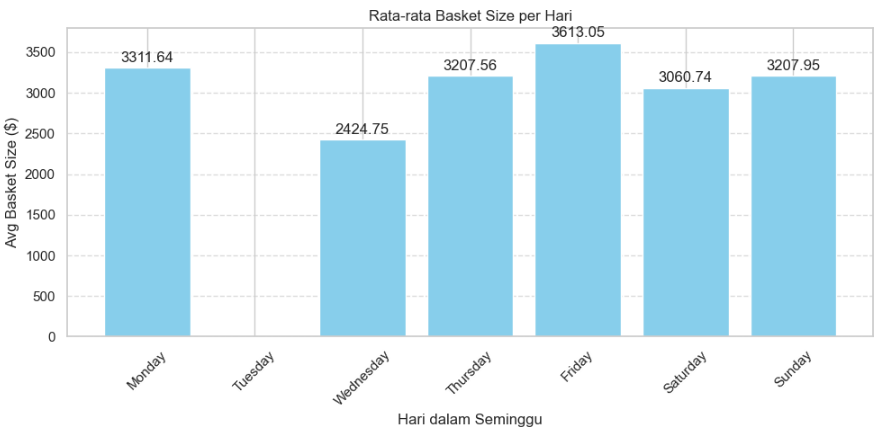 Rata-rata Basket Size per Hari
Avg Basket Size ($)
3500
3000
2500
2000
1500
1000
500
0
3311.64
2424.75
3207.56
3613.05
3060.74
3207.95
Monday
Tuesday
Wednesday
Thursday
Friday
Saturday
Sunday
Hari dalam Seminggu